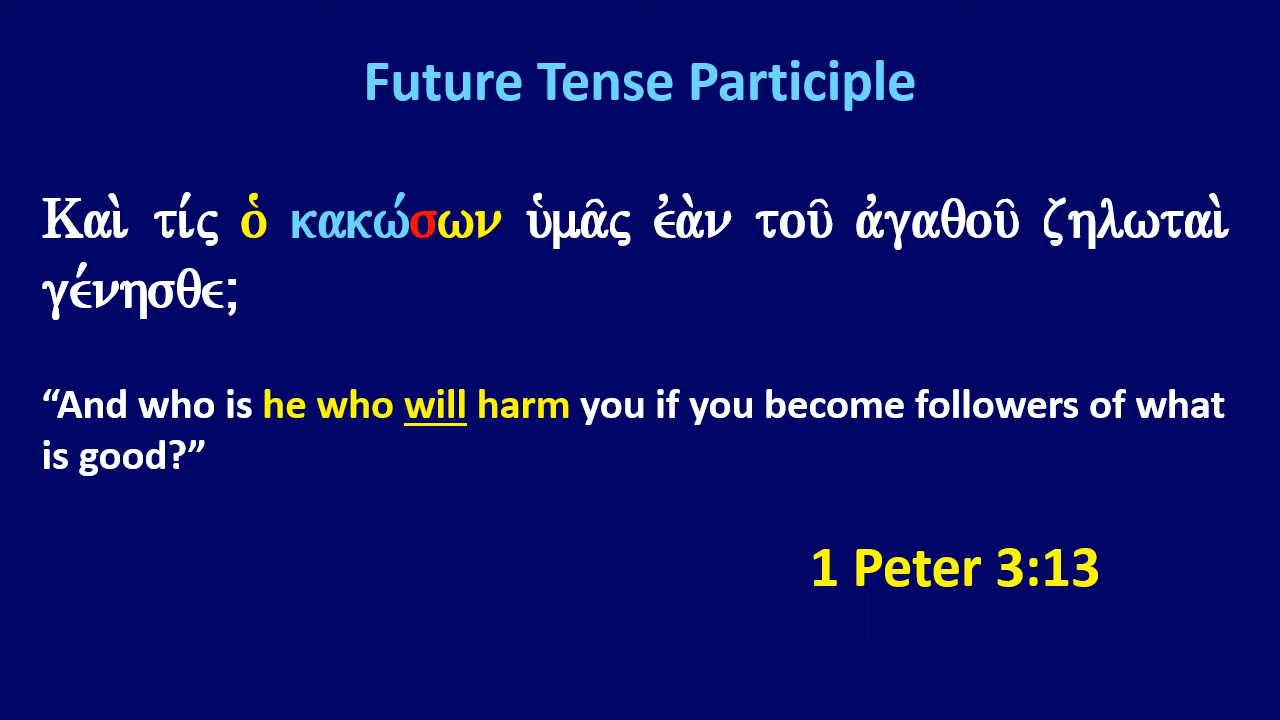 Future Tense Participle
Καὶ τίς ὁ κακώσων ὑμᾶς ἐὰν τοῦ ἀγαθοῦ ζηλωταὶ
γένησθε;
“And who is he who will harm you if you become followers of what
is good?”
1 Peter 3:13